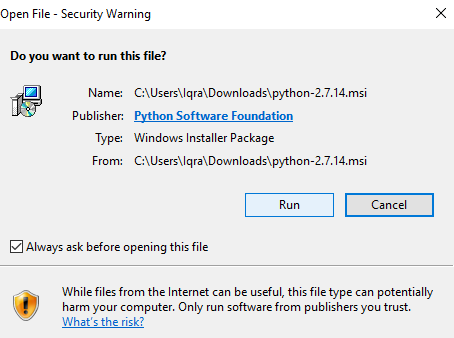 Open File - Security Warning
Do you want to run this file?
Name: C:\Users\Iqra\Downloads\python-2.7.14.msi
Publisher: Python Software Foundation
Type: Windows Installer Package
From: C:\Users\Iqra\Downloads\python-2.7.14.msi
Run Cancel
Always ask before opening this file
While files from the Internet can be useful, this file type can potentially
harm your computer. Only run software from publishers you trust.
What's the risk?